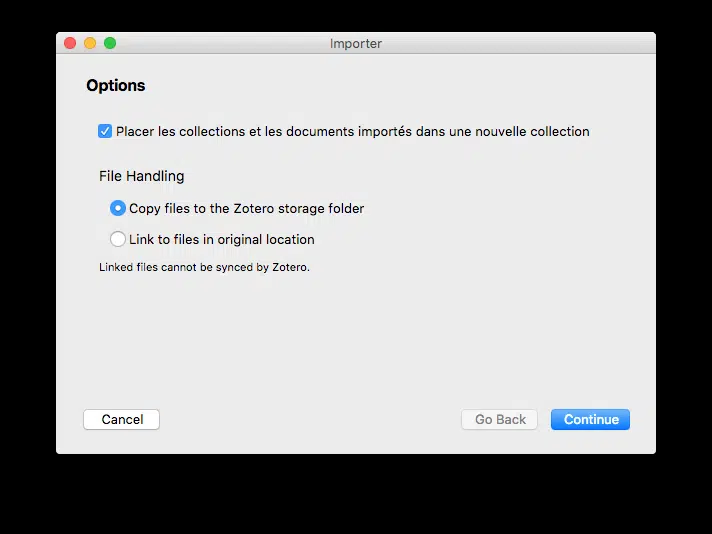 Importer
Options
Placer les collections et les documents importés dans une nouvelle collection
File Handling
Copy files to the Zotero storage folder
Link to files in original location
Linked files cannot be synced by Zotero.
Cancel
Go Back
Continue